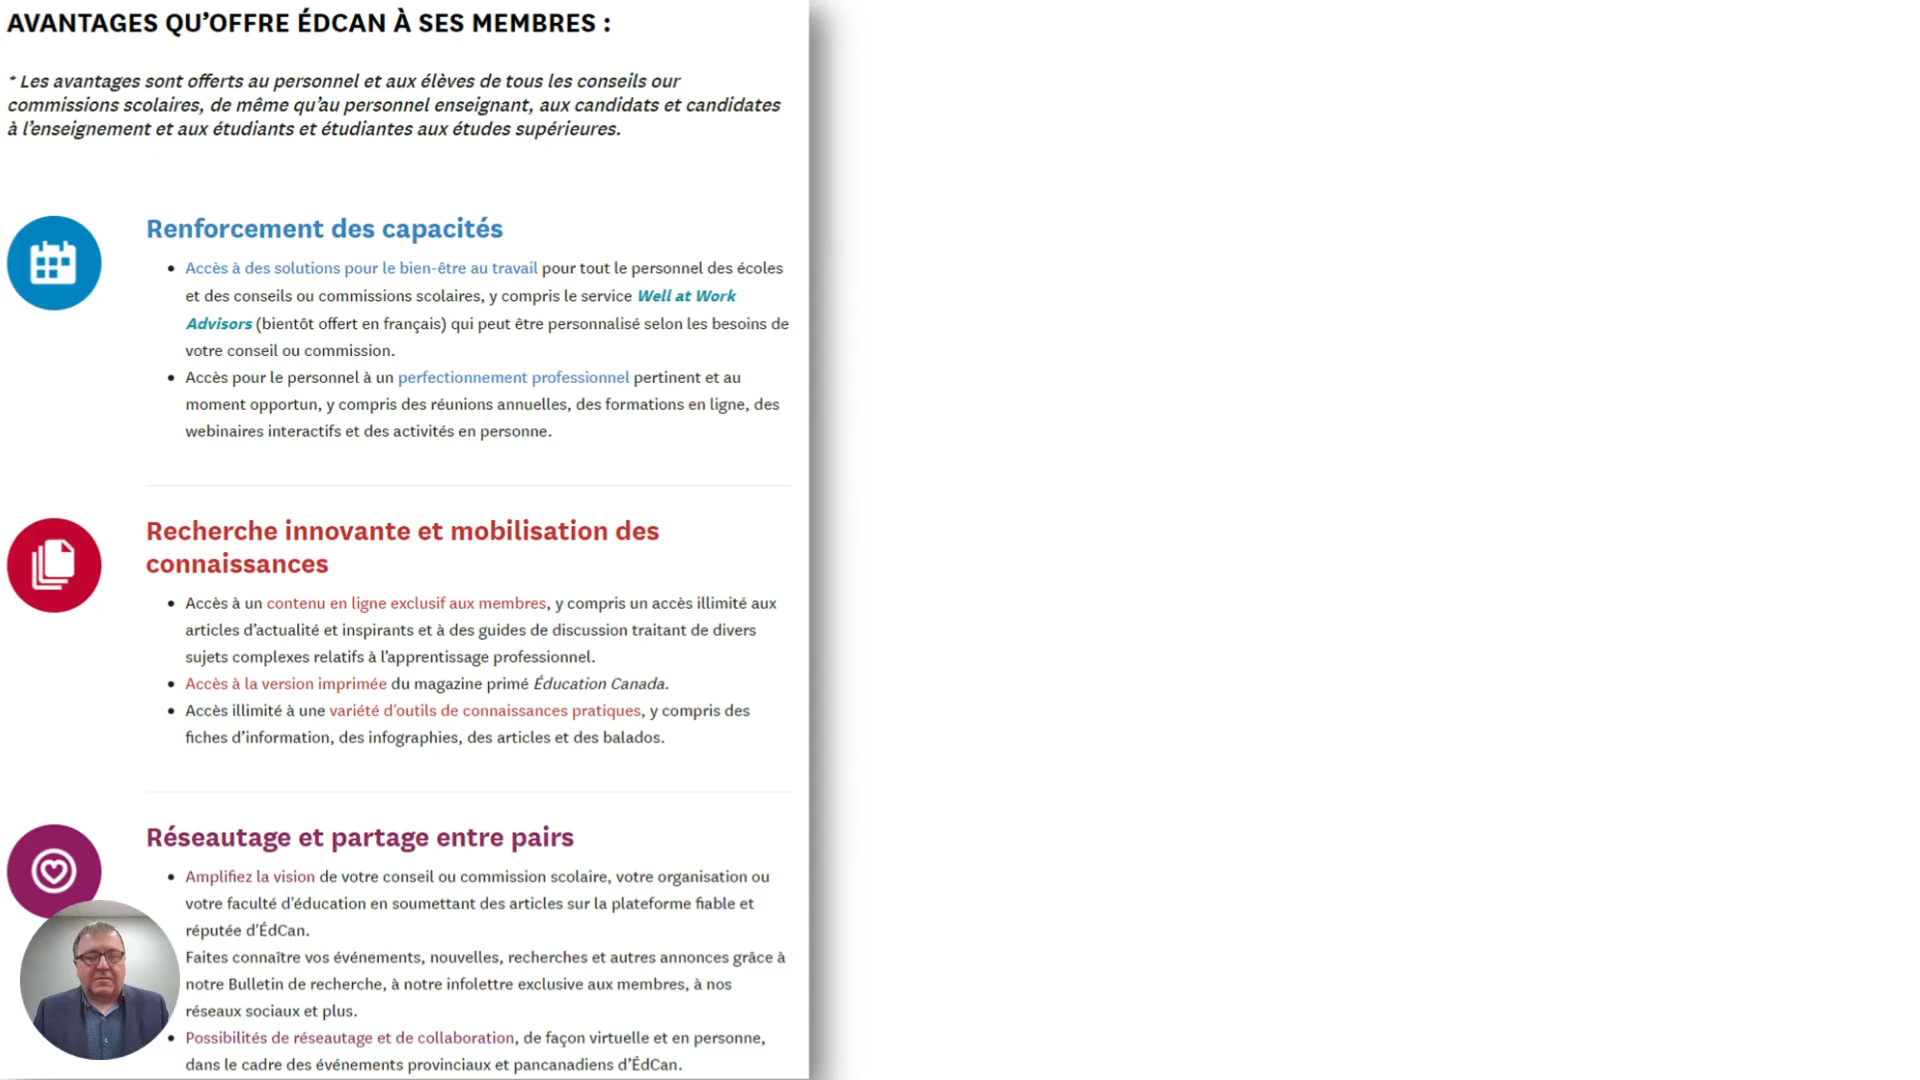 AVANTAGES QU’OFFRE ÉDCAN À SES MEMBRES :
* Les avantages sont offerts au personnel et aux élèves de tous les conseils our
commissions scolaires, de même qu’au personnel enseignant, aux candidats et candidates
à l’enseignement et aux étudiants et étudiantes aux études supérieures.
Renforcement des capacités
• Accès à des solutions pour le bien-être au travail pour tout le personnel des écoles
et des conseils ou commissions scolaires, y compris le service Well at Work
Advisors (bientôt offert en français) qui peut être personnalisé selon les besoins de
votre conseil ou commission.
• Accès pour le personnel à un perfectionnement professionnel pertinent et au
moment opportun, y compris des réunions annuelles, des formations en ligne, des
webinaires interactifs et des activités en personne.
Recherche innovante et mobilisation des
connaissances
• Accès à un contenu en ligne exclusif aux membres, y compris un accès illimité aux
articles d’actualité et inspirants et à des guides de discussion traitant de divers
sujets complexes relatifs à l’apprentissage professionnel.
• Accès à la version imprimée du magazine primé Éducation Canada.
• Accès illimité à une variété d'outils de connaissances pratiques, y compris des
fiches d’information, des infographies, des articles et des balados.
Réseautage et partage entre pairs
• Amplifiez la vision de votre conseil ou commission scolaire, votre organisation ou
votre faculté d'éducation en soumettant des articles sur la plateforme fiable et
réputée d'ÉdCan.
Faites connaître vos événements, nouvelles, recherches et autres annonces grâce à
notre Bulletin de recherche, à notre infolettre exclusive aux membres, à nos
réseaux sociaux et plus.
• Possibilités de réseautage et de collaboration, de façon virtuelle et en personne,
dans le cadre des événements provinciaux et pancanadiens d’ÉdCan.